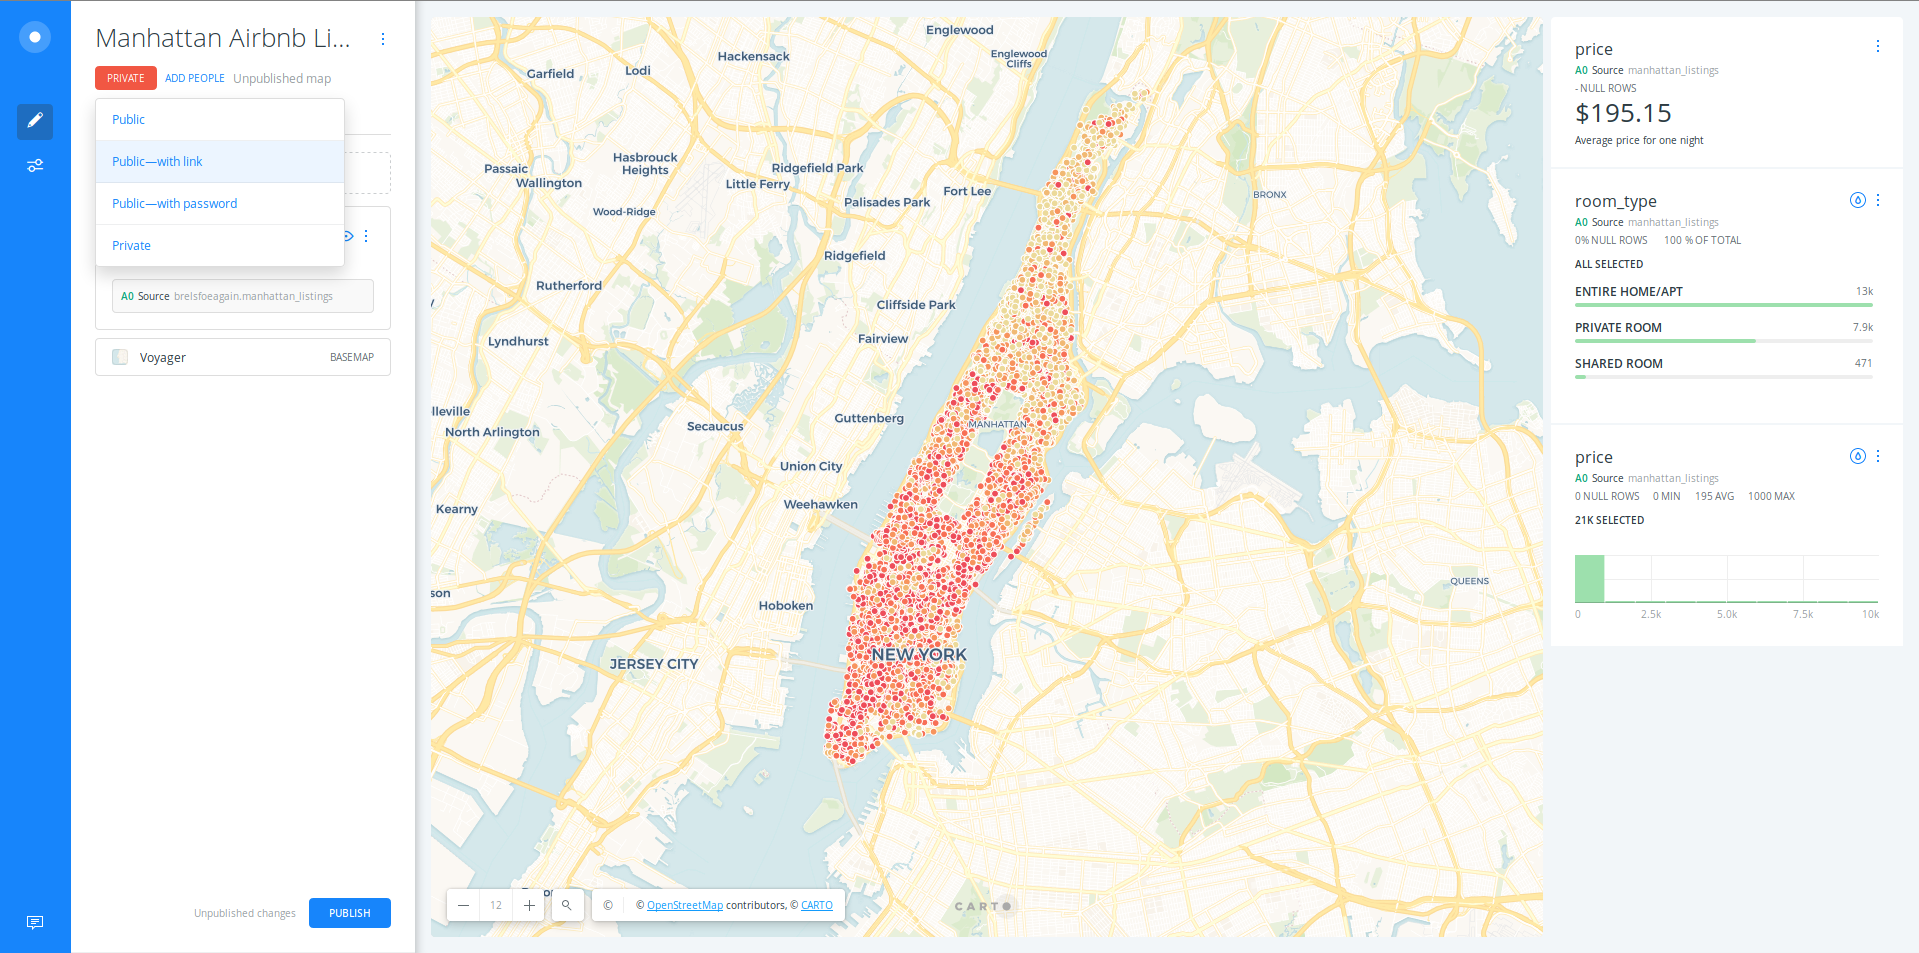 Manhattan Airbnb Li...
PRIVATE ADD PEOPLE Unpublished map
Public
Public—with link
Public—with password
Private
A0 Source brelsfoeagain.manhattan_listings
Voyager BASEMAP
Unpublished changes PUBLISH
Englewood
Englewood
Cliffs
Hackensack
Garfield
Lodi
Passaic
Wallington
Hasbrouck
Heights
Ridgefield Park
Little Ferry
Fort Lee
Palisades Park
Wood-Ridge
BRONX
Ridgefield
Rutherford
Cliffside Park
Lyndhurst
Fairview
lleville
North Arlington
Secaucus
Guttenberg
MANHATTAN
Union City
Weehawken
Kearny
son
Hoboken
QUEENS
NEW YORK
JERSEY CITY
12
© © OpenStreetMap contributors, © CARTO
CARTO
price
A0 Source manhattan_listings
- NULL ROWS
$195.15
Average price for one night
room_type
A0 Source manhattan_listings
0% NULL ROWS 100 % OF TOTAL
ALL SELECTED
ENTIRE HOME/APT 13k
PRIVATE ROOM 7.9k
SHARED ROOM 471
price
A0 Source manhattan_listings
0 NULL ROWS 0 MIN 195 AVG 1000 MAX
21K SELECTED
0 2.5k 5.0k 7.5k 10k